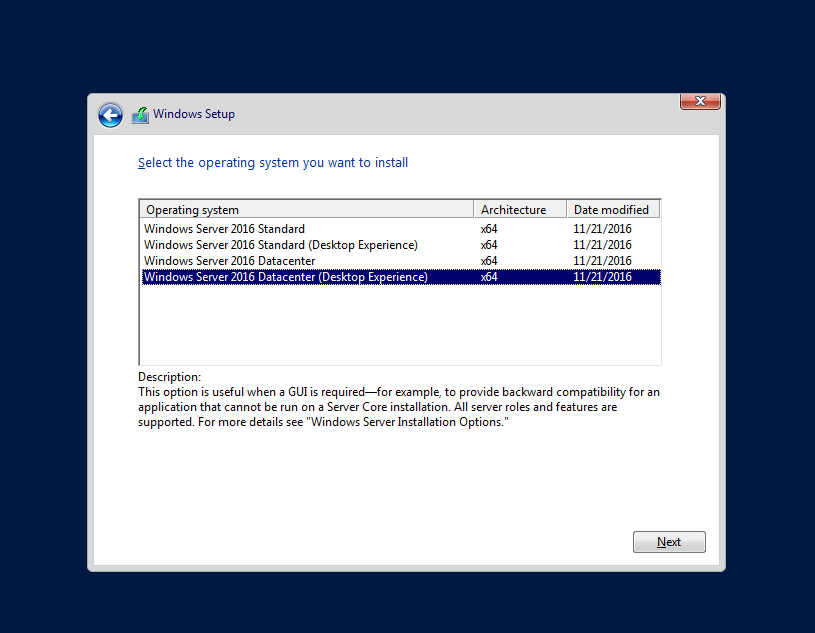 Windows Setup
Select the operating system you want to install
Operating system Architecture Date modified
Windows Server 2016 Standard x64 11/21/2016
Windows Server 2016 Standard (Desktop Experience) x64 11/21/2016
Windows Server 2016 Datacenter x64 11/21/2016
Windows Server 2016 Datacenter (Desktop Experience) x64 11/21/2016
Description:
This option is useful when a GUI is required—for example, to provide backward compatibility for an
application that cannot be run on a Server Core installation. All server roles and features are
supported. For more details see "Windows Server Installation Options."
Next